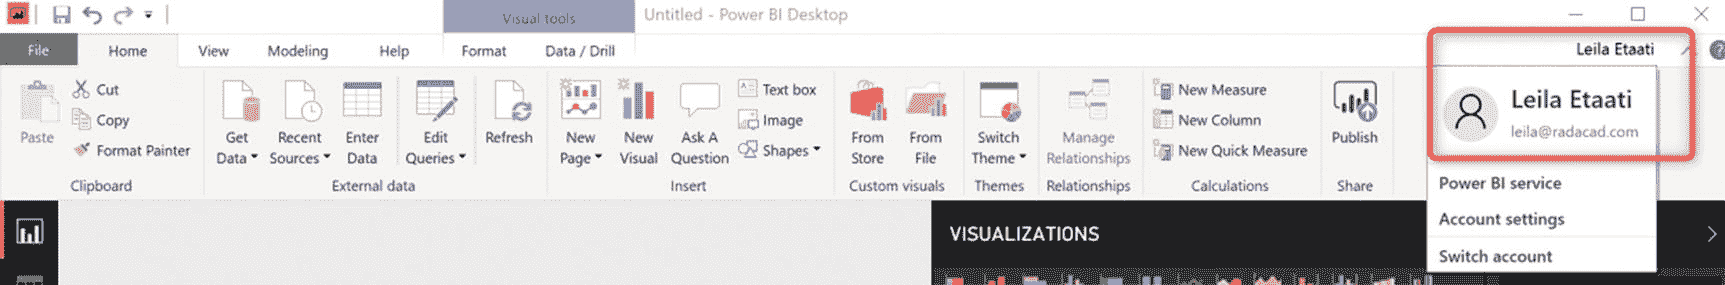 Visual tools
Untitled - Power BI Desktop
File
Home
View
Modeling
Help
Format
Data / Drill
Leila Etaati
?
Paste
Cut
Copy
Format Painter
Clipboard
Get
Data
Recent
Sources
Enter
Data
Edit
Queries
Refresh
External data
New
Page
New
Visual
Ask A
Question
Text box
Image
Shapes
Insert
From
Store
From
File
Custom visuals
Switch
Theme
Themes
Manage
Relationships
Relationships
New Measure
New Column
New Quick Measure
Calculations
Publish
Share
Leila Etaati
leila@radacad.com
Power BI service
Account settings
Switch account
VISUALIZATIONS